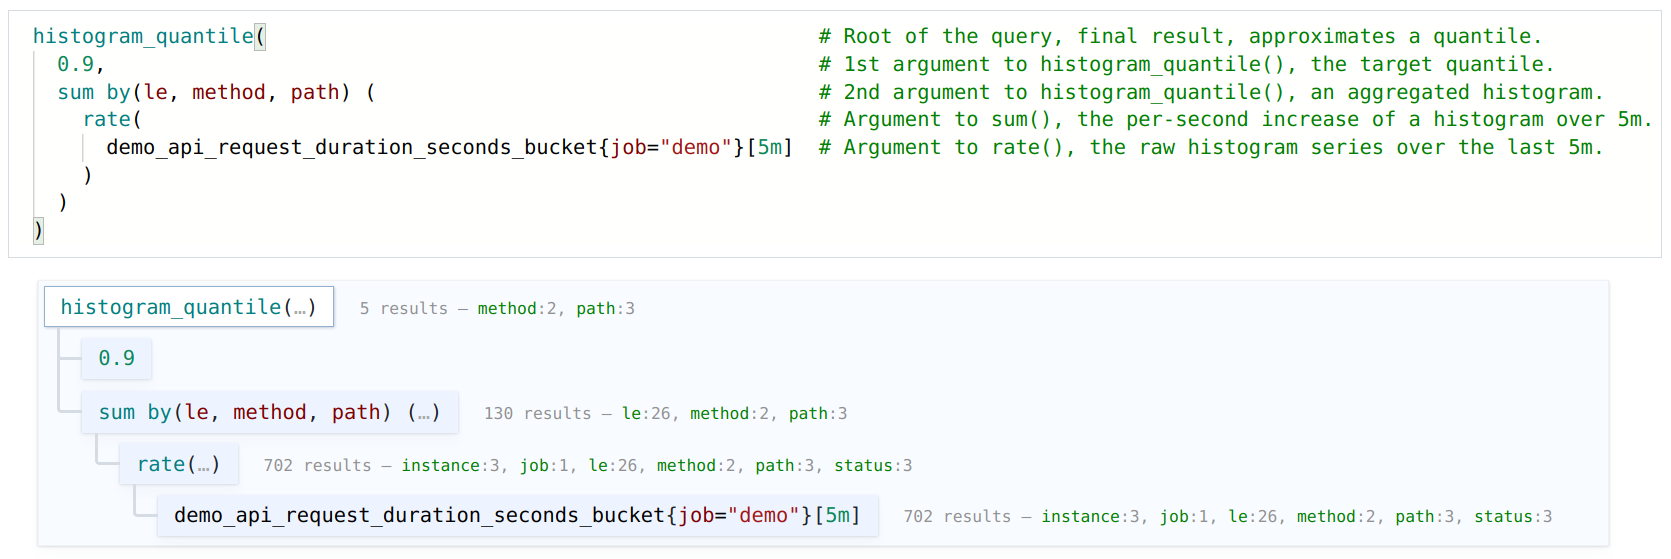 histogram_quantile( # Root of the query, final result, approximates a quantile.
0.9, # 1st argument to histogram_quantile(), the target quantile.
sum by(le, method, path) ( # 2nd argument to histogram_quantile(), an aggregated histogram.
rate( # Argument to sum(), the per-second increase of a histogram over 5m.
demo_api_request_duration_seconds_bucket{job="demo"}[5m] # Argument to rate(), the raw histogram series over the last 5m.
)
)
)
histogram_quantile(…) 5 results – method:2, path:3
0.9
sum by(le, method, path) (…) 130 results – le:26, method:2, path:3
rate(…) 702 results – instance:3, job:1, le:26, method:2, path:3, status:3
demo_api_request_duration_seconds_bucket{job="demo"}[5m] 702 results – instance:3, job:1, le:26, method:2, path:3, status:3